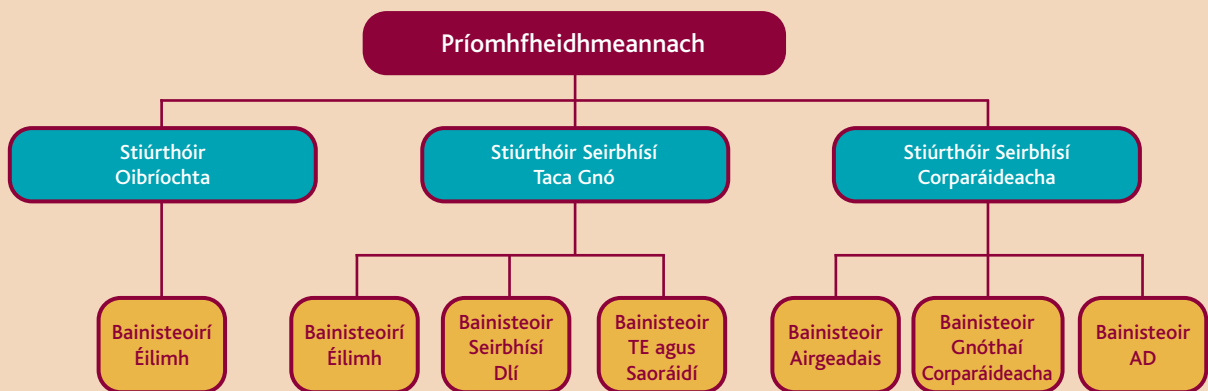 Príomhfheidhmeannach
Stiúrthóir
Oibríochta
Stiúrthóir Seirbhísí
Taca Gnó
Stiúrthóir Seirbhísí
Corparáideacha
Bainisteoirí
Éilimh
Bainisteoirí
Éilimh
Bainisteoir
Seirbhísí
Dlí
Bainisteoir
TE agus
Saoráidí
Bainisteoir
Airgeadais
Bainisteoir
Gnóthaí
Corparáideacha
Bainisteoir
AD